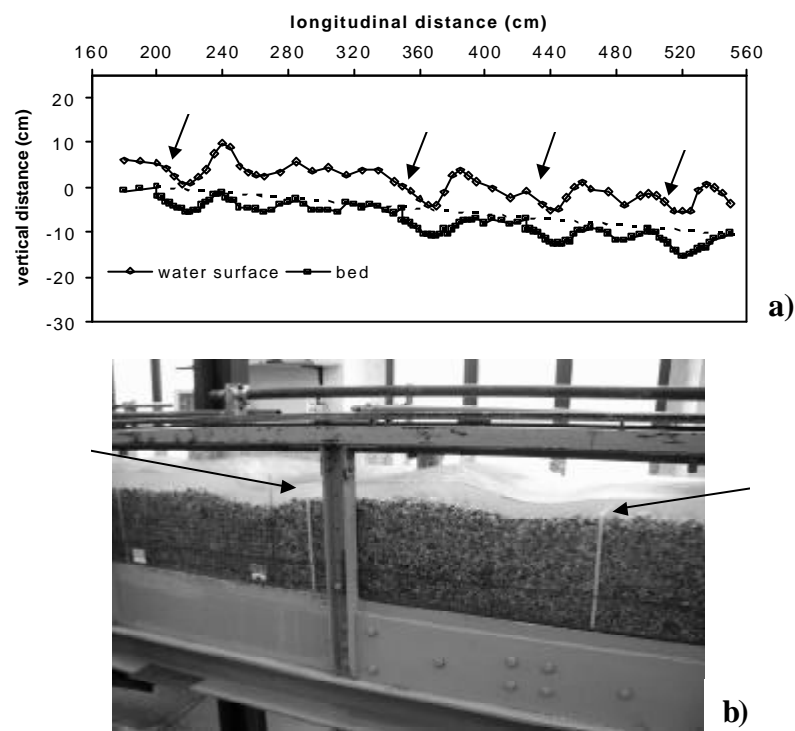 longitudinal distance (cm)
160 200 240 280 320 360 400 440 480 520 560
vertical distance (cm)
20
10
0
-10
-20
-30
water surface bed
a)
b)